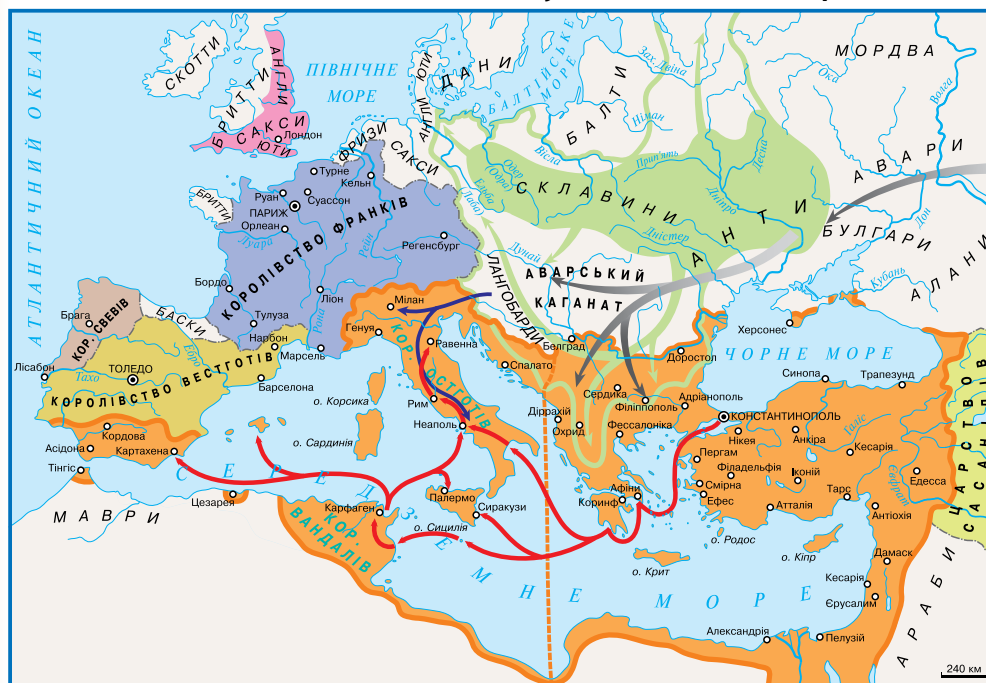 АТЛАНТИЧНИЙ ОКЕАН
СКОТТИ
БРИТТИ
АНГЛИ
САКСИ
ЮТИ
Лондон
ПІВНІЧНЕ
МОРЕ
ДАНИ
ЮТИ
АНГЛИ
БАЛТІЙСЬКЕ
МОРЕ
БАЛТИ
Зах. Двіна
Німан
МОРДВА
Ока
Волга
ФРИЗИ
САКСИ
Турне
Кельн
Руан
Суассон
ПАРИЖ
Орлеан
БРИТТИ
Луара
Рейн
КОРОЛІВСТВО ФРАНКІВ
Регенсбург
Бордо
Ліон
Рона
Тулуза
Нарбон
Марсель
Ельба
(Лаба)
Одер
(Одра)
Вісла
Прип'ять
Десна
Дніпро
Дністер
Дунай
СКЛАВИНИ
АНТИ
АВАРИ
БУЛГАРИ
Дон
Кубань
АЛАНИ
АВАРСЬКИЙ
КАГАНАТ
ЛАНГОБАРДИ
БАСКИ
КОР. СВЕВІВ
Брага
Лісабон
Тахо
ТОЛЕДО
КОРОЛІВСТВО ВЕСТГОТІВ
Барселона
Кордова
Асідона
Картахена
Тінгіс
МАВРИ
Цезарея
Мілан
Генуя
Равенна
КОР. ОСТГОТІВ
Рим
Неаполь
о. Корсика
о. Сардинія
Палермо
Сиракузи
о. Сицилія
Карфаген
КОР.
ВАНДАЛІВ
СЕРЕДЗЕМНЕ МОРЕ
Спалато
Белград
Доростол
Сердика
Філіппополь
Адріанополь
Діррахій
Охрид
Фессалоніка
Афіни
Коринф
о. Крит
о. Родос
о. Кіпр
Херсонес
ЧОРНЕ МОРЕ
Синопа
Трапезунд
КОНСТАНТИНОПОЛЬ
Нікея
Анкіра
Галіс
Кесарія
Пергам
Філадельфія
Іконій
Смірна
Ефес
Атталія
Тарс
Едесса
Євфрат
Антіохія
ЦАРСТВО
САСАНІДІВ
Дамаск
Кесарія
Єрусалим
Александрія
Пелузій
АРАБИ
240 км